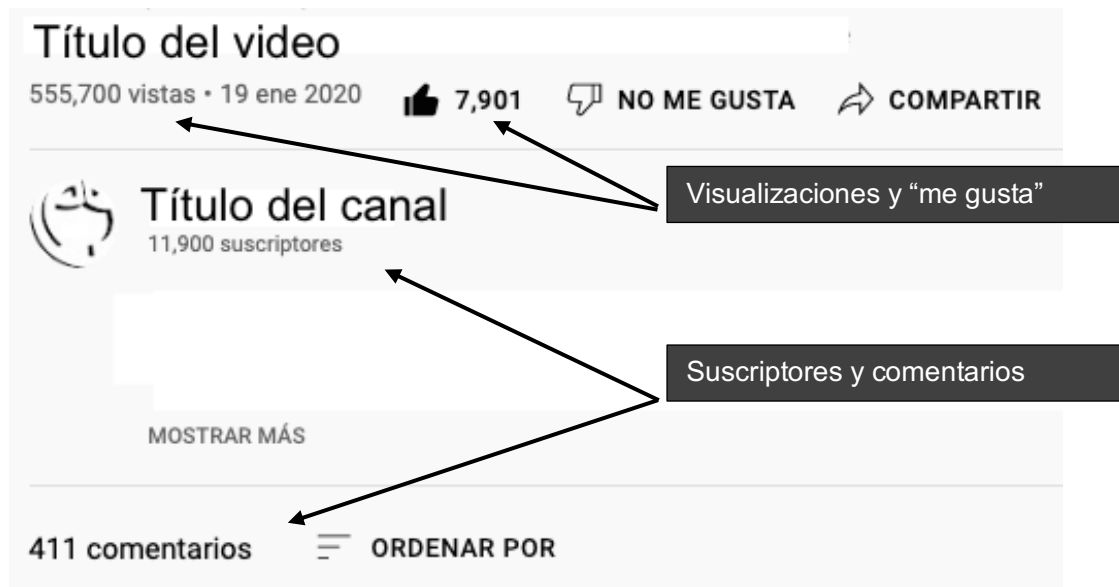 Título del video
555,700 vistas • 19 ene 2020 7,901 NO ME GUSTA COMPARTIR
Visualizaciones y “me gusta”
Título del canal
11,900 suscriptores
Suscriptores y comentarios
MOSTRAR MÁS
411 comentarios ORDENAR POR